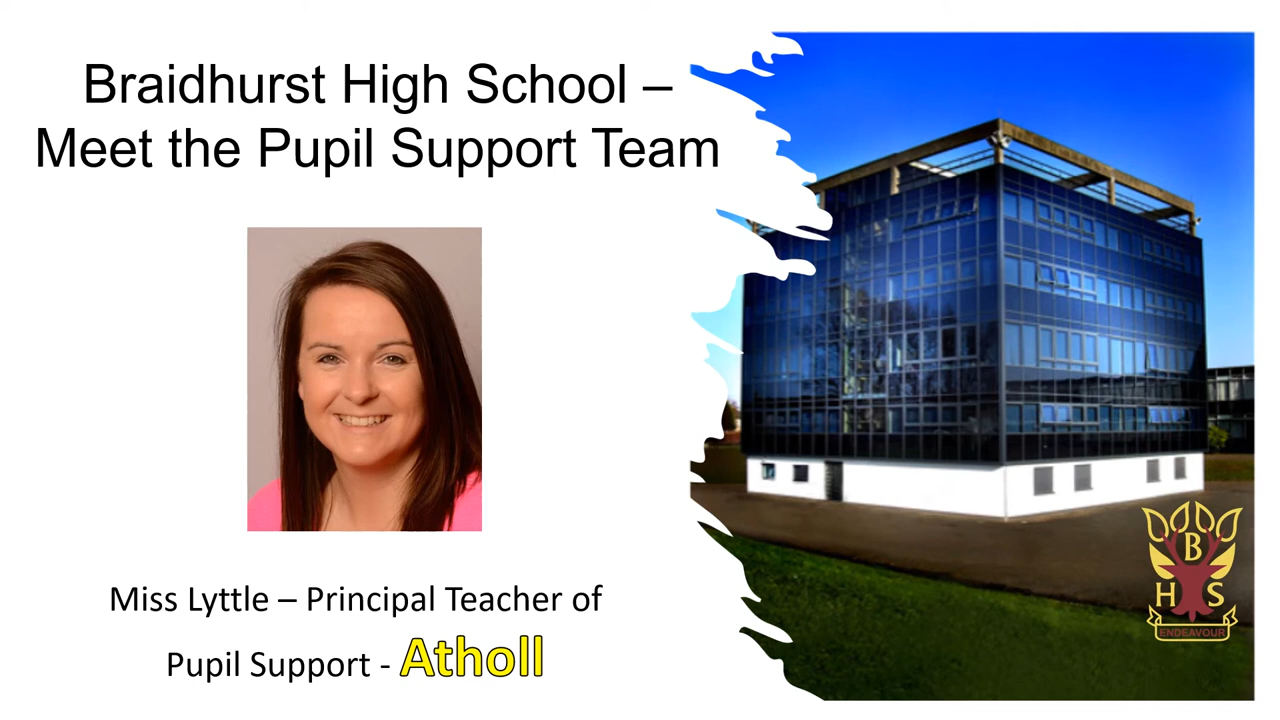 Braidhurst High School –
Meet the Pupil Support Team
Miss Lyttle – Principal Teacher of
Pupil Support - Atholl
B
H S
ENDEAVOUR